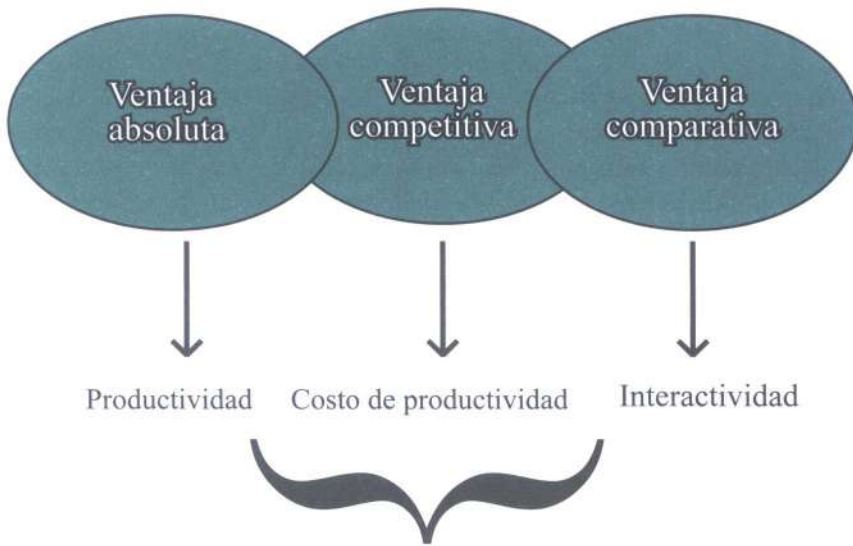 Ventaja
absoluta
Ventaja
competitiva
Ventaja
comparativa
Productividad
Costo de productividad
Interactividad